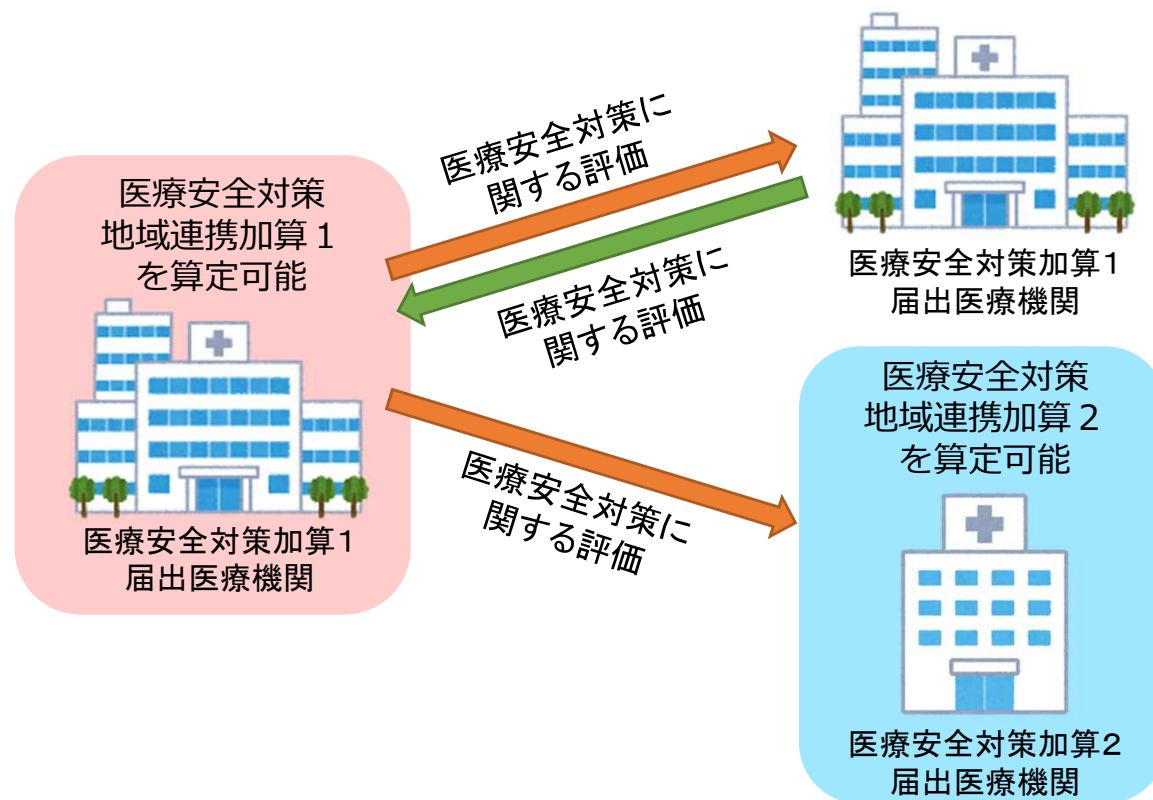 医療安全対策
地域連携加算１
を算定可能
医療安全対策加算1
届出医療機関
医療安全対策に
関する評価
医療安全対策に
関する評価
医療安全対策に
関する評価
医療安全対策加算1
届出医療機関
医療安全対策
地域連携加算２
を算定可能
医療安全対策加算2
届出医療機関